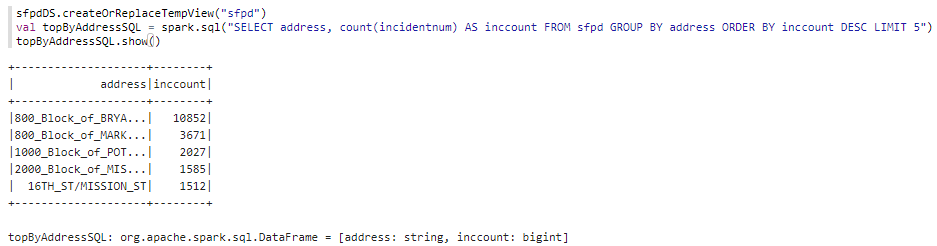 sfpdDS.createOrReplaceTempView("sfpd")
val topByAddressSQL = spark.sql("SELECT address, count(incidentnum) AS inccount FROM sfpd GROUP BY address ORDER BY inccount DESC LIMIT 5")
topByAddressSQL.show()
+--------------------+--------+
|             address|inccount|
+--------------------+--------+
|800_Block_of_BRYA...|   10852|
|800_Block_of_MARK...|    3671|
|1000_Block_of_POT...|    2027|
|2000_Block_of_MIS...|    1585|
|  16TH_ST/MISSION_ST|    1512|
+--------------------+--------+
topByAddressSQL: org.apache.spark.sql.DataFrame = [address: string, inccount: bigint]